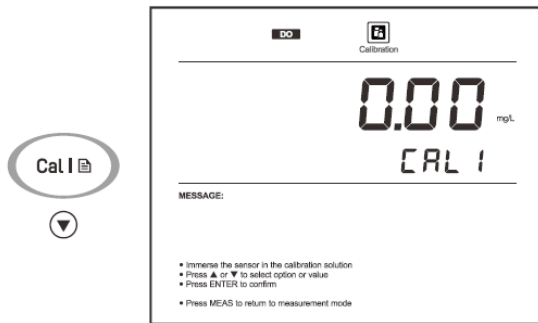 DO
Calibration
0.00 mg/L
CAL 1
Cal
MESSAGE:
• Immerse the sensor in the calibration solution
• Press ▲ or ▼ to select option or value
• Press ENTER to confirm
• Press MEAS to return to measurement mode